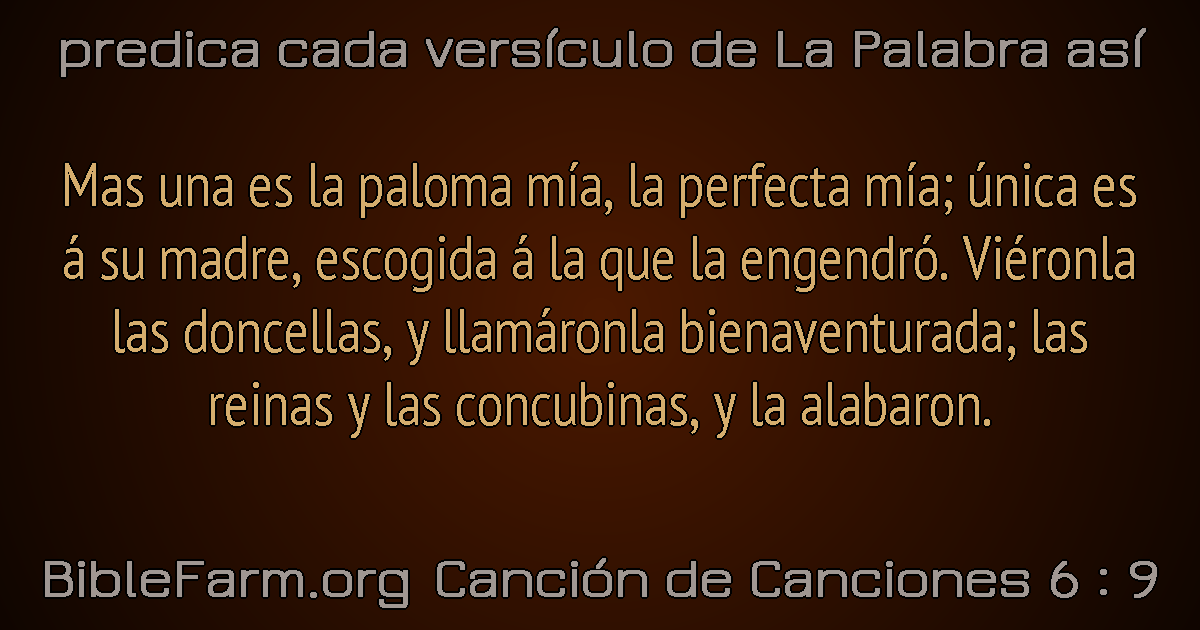 predica cada versículo de La Palabra así
Mas una es la paloma mía, la perfecta mía; única es
á su madre, escogida á la que la engendró. Viéronla
las doncellas, y llamáronla bienaventurada; las
reinas y las concubinas, y la alabaron.
BibleFarm.org Canción de Canciones 6 : 9